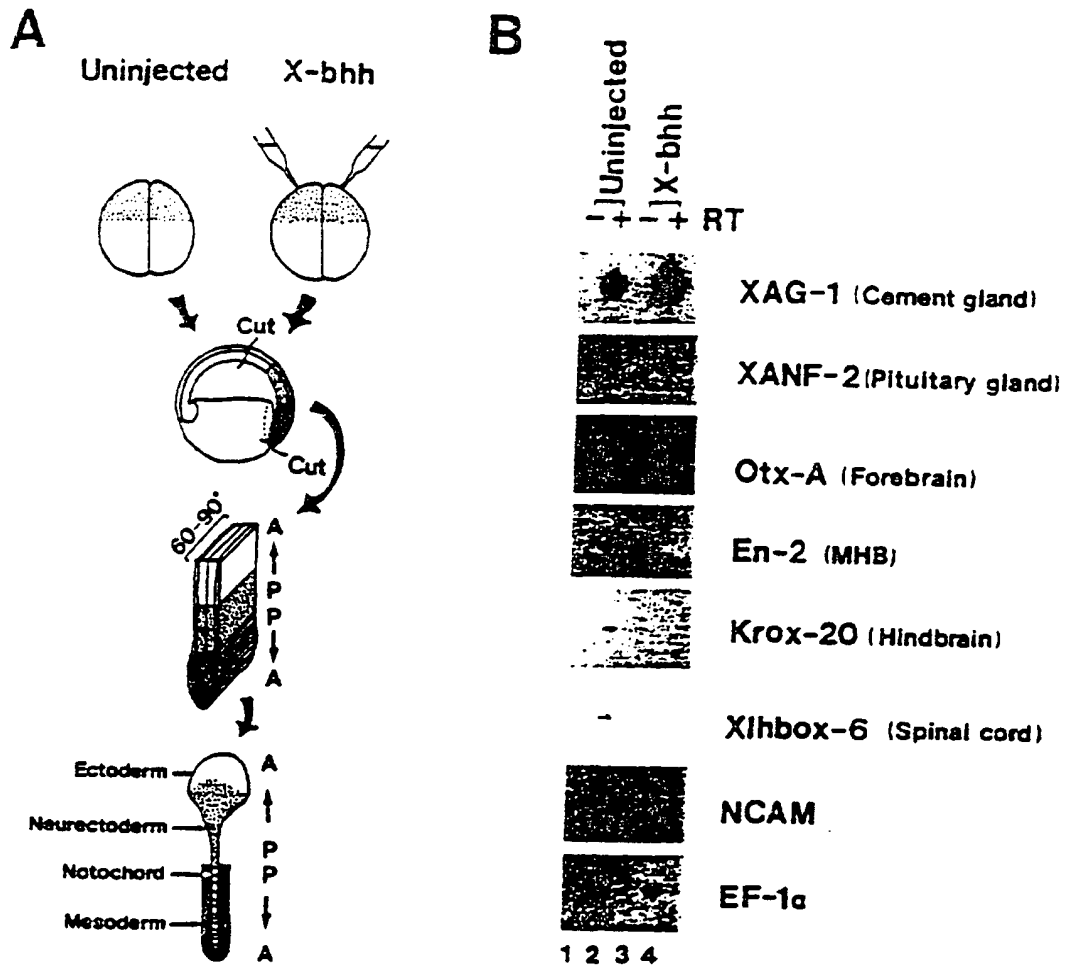 A
Uninjected X-bhh
Cut
Cut
60-90°
A
P
P
A
Ectoderm
Neurectoderm
Notochord
Mesoderm
A
P
P
A
B
Uninjected
X-bhh
- + - + RT
XAG-1 (Cement gland)
XANF-2 (Pituitary gland)
Otx-A (Forebrain)
En-2 (MHB)
Krox-20 (Hindbrain)
Xlhbox-6 (Spinal cord)
NCAM
EF-1α
1 2 3 4